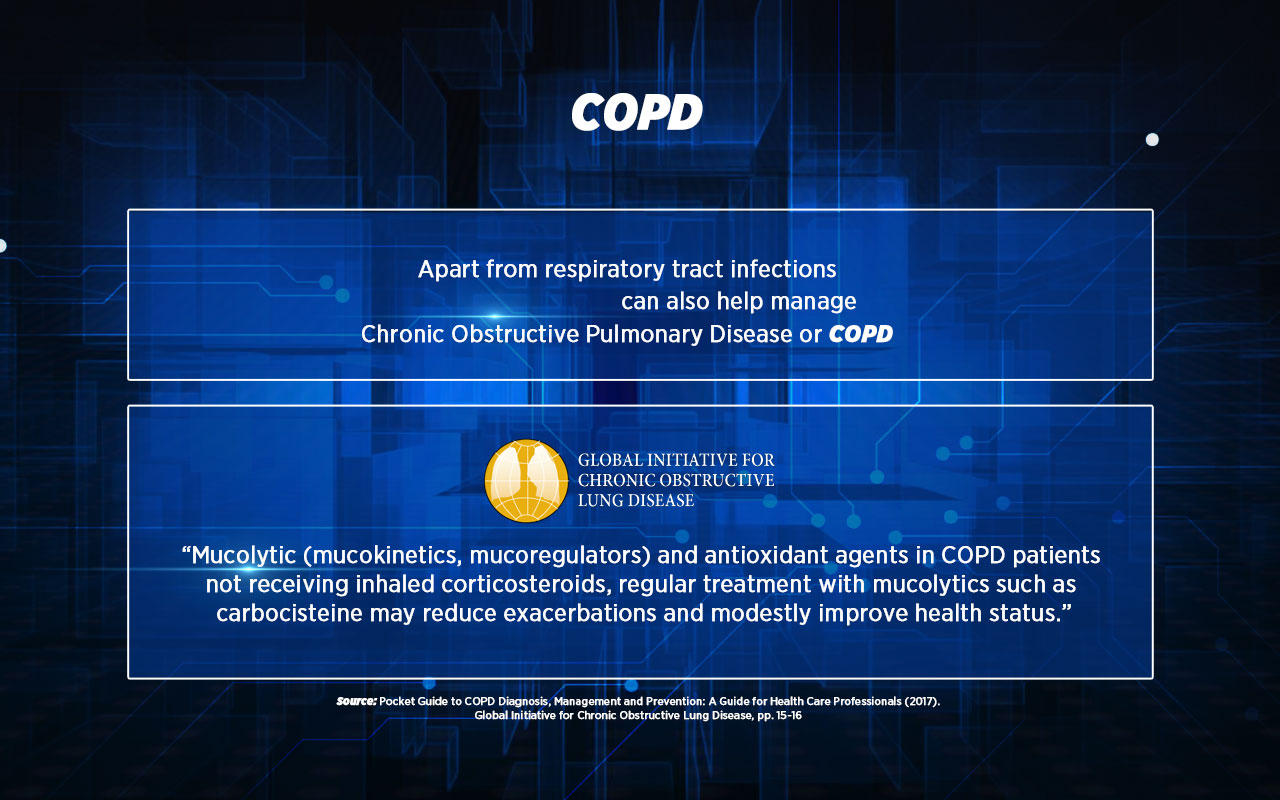 COPD
Apart from respiratory tract infections
can also help manage
Chronic Obstructive Pulmonary Disease or COPD
GLOBAL INITIATIVE FOR
CHRONIC OBSTRUCTIVE
LUNG DISEASE
“Mucolytic (mucokinetics, mucoregulators) and antioxidant agents in COPD patients
not receiving inhaled corticosteroids, regular treatment with mucolytics such as
carbocisteine may reduce exacerbations and modestly improve health status.”
Source: Pocket Guide to COPD Diagnosis, Management and Prevention: A Guide for Health Care Professionals (2017).
Global Initiative for Chronic Obstructive Lung Disease, pp. 15-16